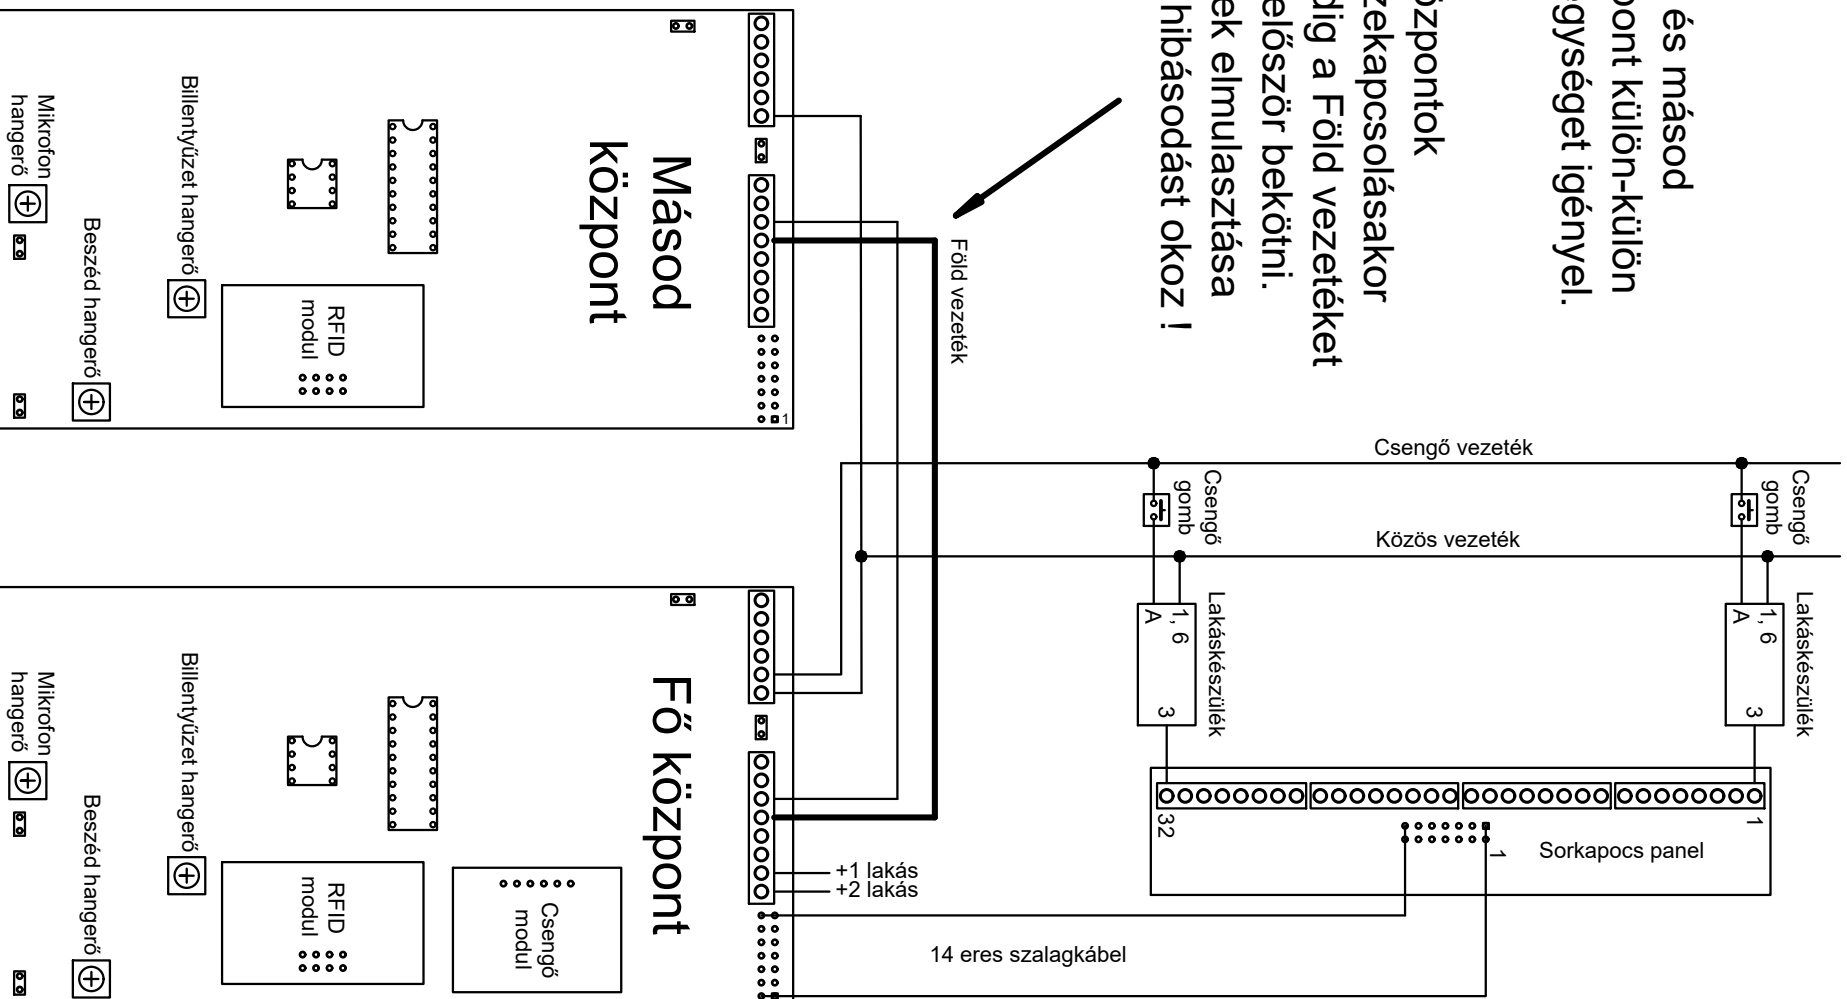 és másod
pont külön-külön
egységet igényel.
özpontok
zekapcsolásakor
dig a Föld vezetéket
először bekötni.
ek elmulasztása
hibásodást okoz !
Másod
központ
Mikrofon
hangerő
Billentyűzet hangerő
Beszéd hangerő
RFID
modul
1
Föld vezeték
Csengő vezeték
Csengő
gomb
Csengő
gomb
Közös vezeték
Lakáskészülék
1, 6
A
3
Lakáskészülék
1, 6
A
3
32
1
1
Sorkapocs panel
Fő központ
Mikrofon
hangerő
Billentyűzet hangerő
Beszéd hangerő
RFID
modul
Csengő
modul
+1 lakás
+2 lakás
14 eres szalagkábel